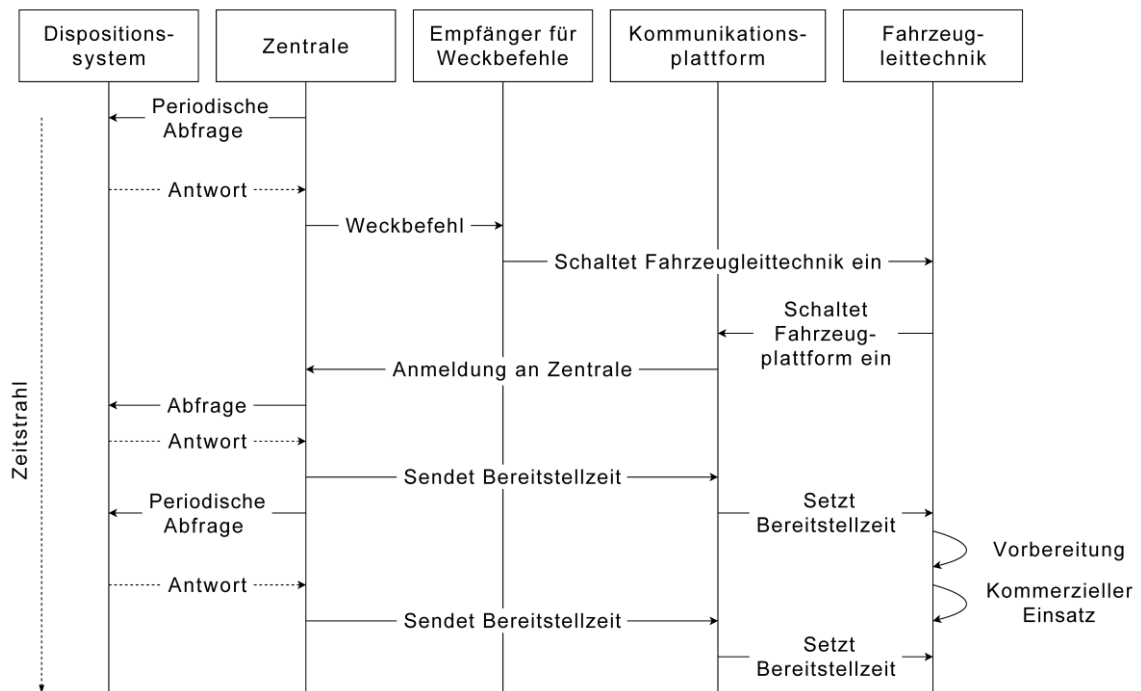 Dispositions-
system
Zentrale
Empfänger für
Weckbefehle
Kommunikations-
plattform
Fahrzeug-
leittechnik
Periodische
Abfrage
Antwort
Weckbefehl
Schaltet Fahrzeugleittechnik ein
Schaltet
Fahrzeug-
plattform ein
Anmeldung an Zentrale
Abfrage
Antwort
Sendet Bereitstellzeit
Periodische
Abfrage
Setzt
Bereitstellzeit
Vorbereitung
Antwort
Kommerzieller
Einsatz
Sendet Bereitstellzeit
Setzt
Bereitstellzeit
Zeitstrahl